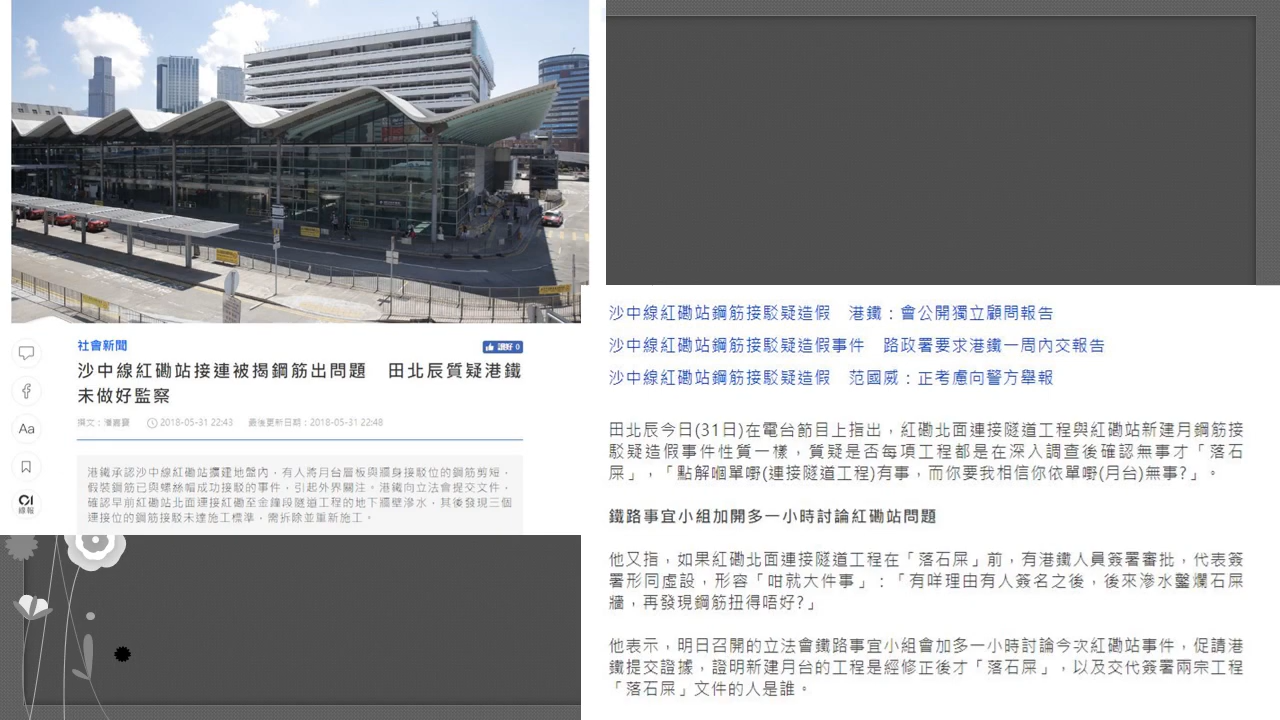 社會新聞
讚好 0
沙中線紅磡站接連被揭鋼筋出問題　田北辰質疑港鐵
未做好監察
撰文：潘嘉寶　2018-05-31 22:43　最後更新日期：2018-05-31 22:48
港鐵承認沙中線紅磡站擴建地盤內，有人將月台層板與牆身接駁位的鋼筋剪短，
假裝鋼筋已與螺絲帽成功接駁的事件，引起外界關注。港鐵向立法會提交文件，
確認早前紅磡站北面連接紅磡至金鐘段隧道工程的地下牆壁滲水，其後發現三個
連接位的鋼筋接駁未達施工標準，需拆除並重新施工。
Aa
01
線報
沙中線紅磡站鋼筋接駁疑造假　港鐵：會公開獨立顧問報告
沙中線紅磡站鋼筋接駁疑造假事件　路政署要求港鐵一周內交報告
沙中線紅磡站鋼筋接駁疑造假　范國威：正考慮向警方舉報
田北辰今日(31日)在電台節目上指出，紅磡北面連接隧道工程與紅磡站新建月鋼筋接
駁疑造假事件性質一樣，質疑是否每項工程都是在深入調查後確認無事才「落石
屎」，「點解嗰單嘢(連接隧道工程)有事，而你要我相信你依單嘢(月台)無事?」。
鐵路事宜小組加開多一小時討論紅磡站問題
他又指，如果紅磡北面連接隧道工程在「落石屎」前，有港鐵人員簽署審批，代表簽
署形同虛設，形容「咁就大件事」：「有咩理由有人簽名之後，後來滲水鑿爛石屎
牆，再發現鋼筋扭得唔好?」
他表示，明日召開的立法會鐵路事宜小組會加多一小時討論今次紅磡站事件，促請港
鐵提交證據，證明新建月台的工程是經修正後才「落石屎」，以及交代簽署兩宗工程
「落石屎」文件的人是誰。